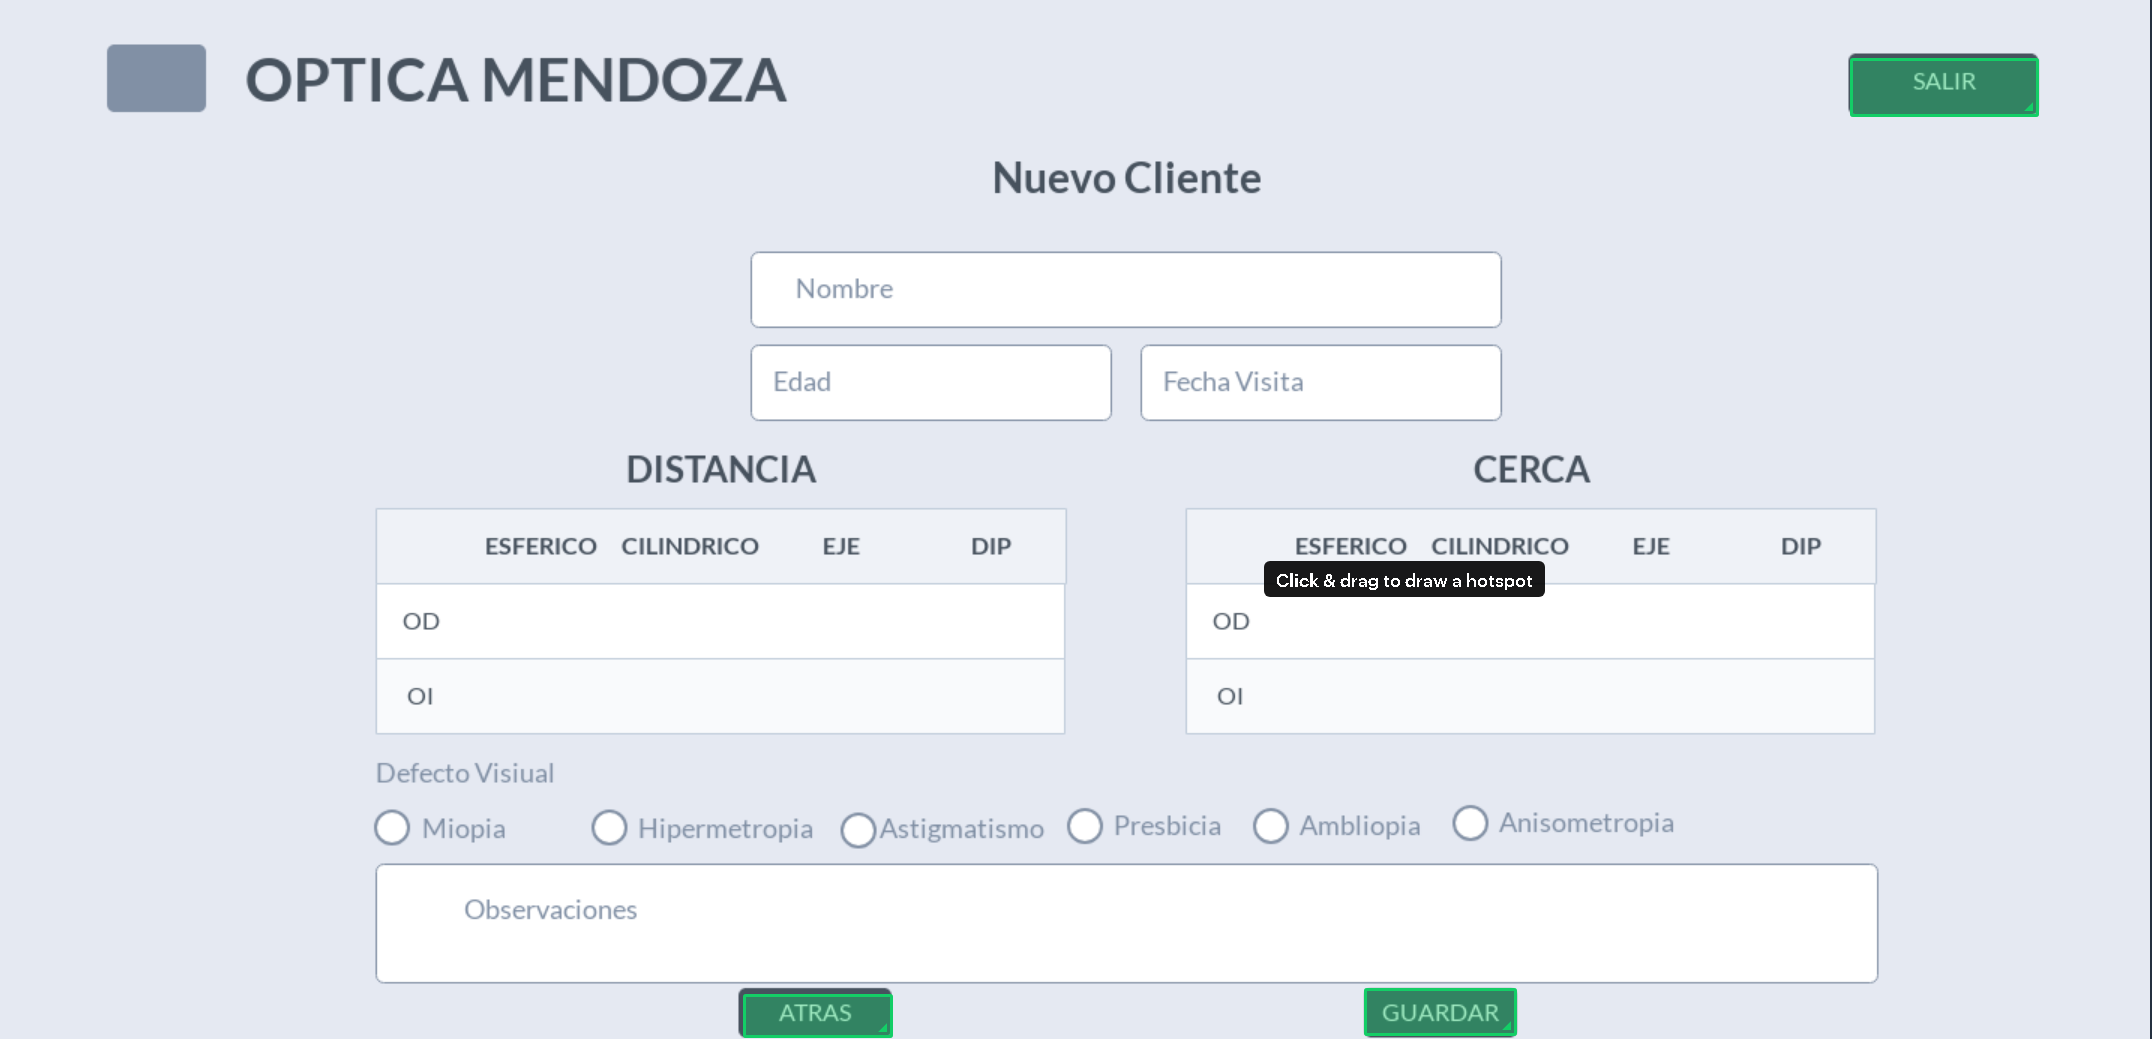 OPTICA MENDOZA
SALIR
Nuevo Cliente
Nombre
Edad
Fecha Visita
DISTANCIA
ESFERICO CILINDRICO EJE DIP
OD
OI
CERCA
ESFERICO CILINDRICO EJE DIP
Click & drag to draw a hotspot
OD
OI
Defecto Visiual
Miopia
Hipermetropia
Astigmatismo
Presbicia
Ambliopia
Anisometropia
Observaciones
ATRAS
GUARDAR